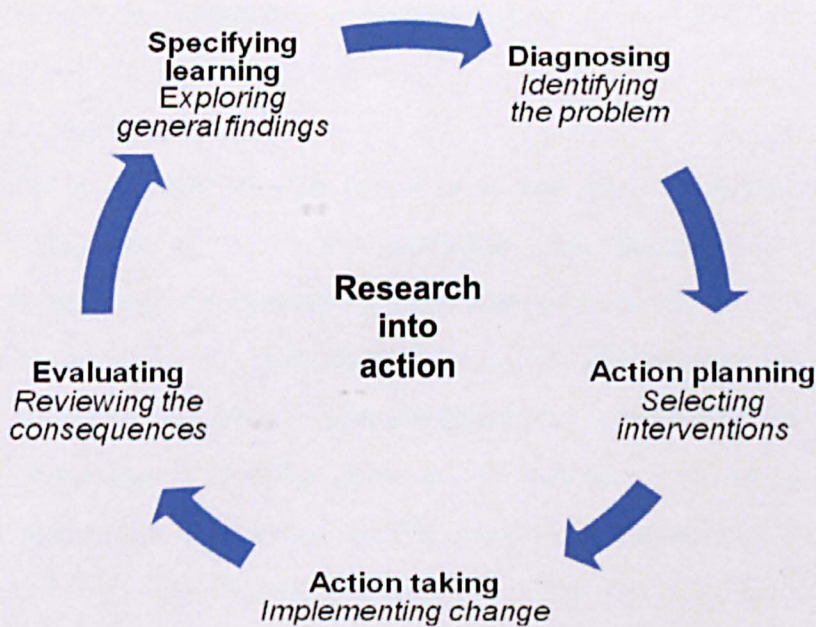 Specifying
learning
Exploring
general findings
Diagnosing
Identifying
the problem
Research
into
action
Action planning
Selecting
interventions
Action taking
Implementing change
Evaluating
Reviewing the
consequences